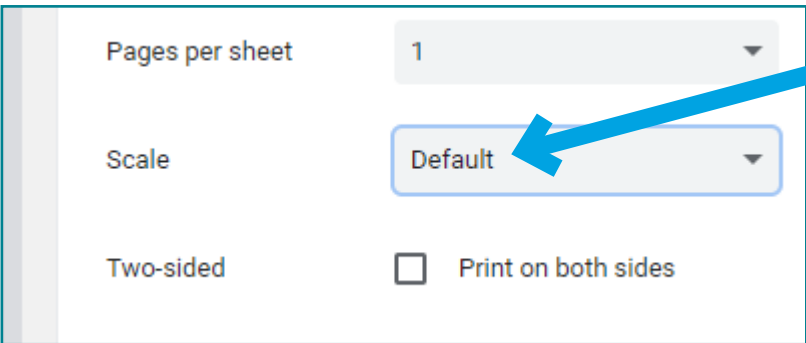 Pages per sheet 1
Scale Default
Two-sided Print on both sides